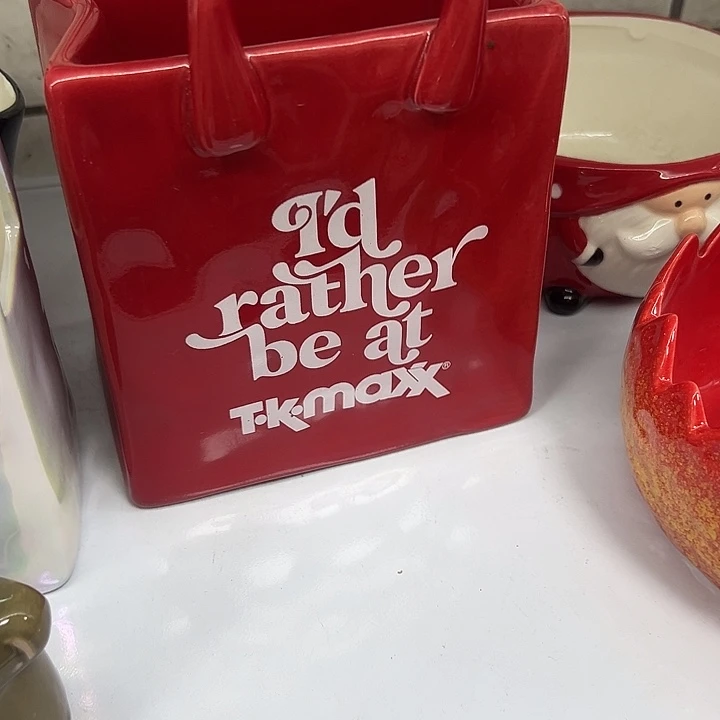 I'd
rather
be at
T·K·maxx®